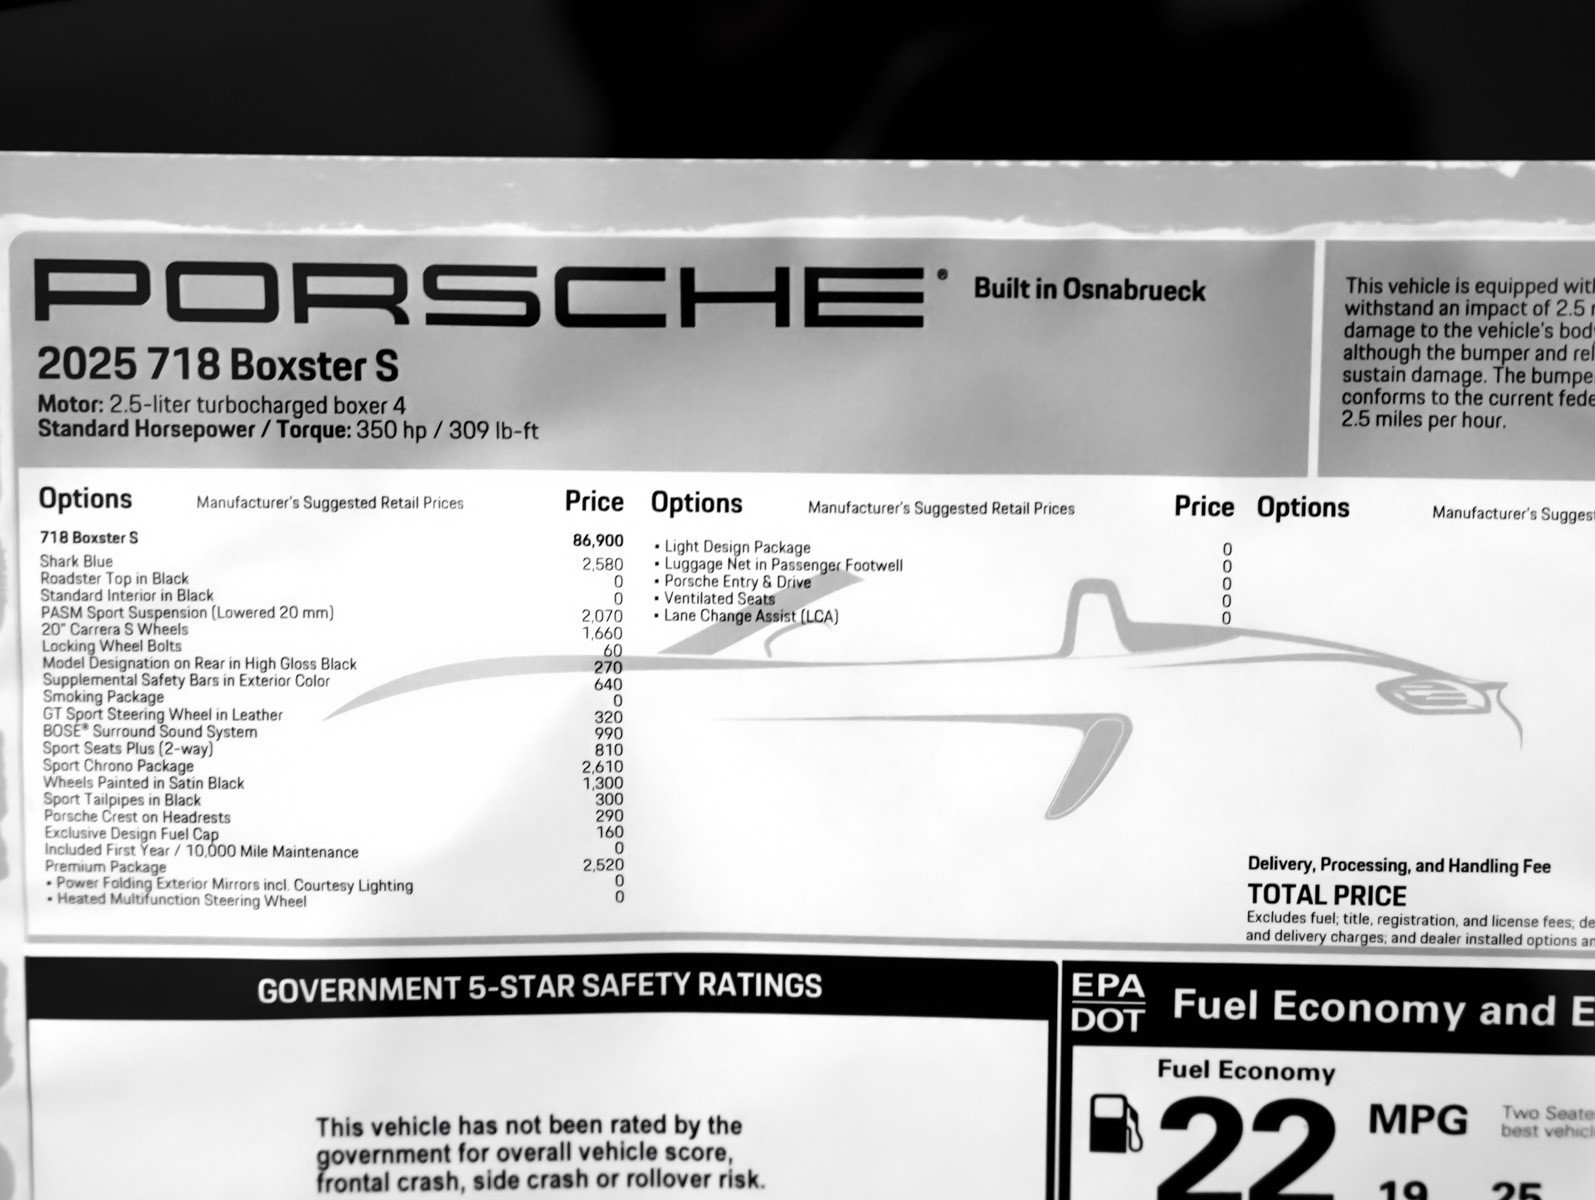 PORSCHE®
Built in Osnabrueck
2025 718 Boxster S
Motor: 2.5-liter turbocharged boxer 4
Standard Horsepower / Torque: 350 hp / 309 lb-ft
This vehicle is equipped with
withstand an impact of 2.5
damage to the vehicle's bod
although the bumper and rel
sustain damage. The bumpe
conforms to the current fede
2.5 miles per hour.
Options Manufacturer's Suggested Retail Prices Price
718 Boxster S 86,900
Shark Blue 2,580
Roadster Top in Black 0
Standard Interior in Black 0
PASM Sport Suspension (Lowered 20 mm) 2,070
20" Carrera S Wheels 1,660
Locking Wheel Bolts 60
Model Designation on Rear in High Gloss Black 270
Supplemental Safety Bars in Exterior Color 640
Smoking Package 0
GT Sport Steering Wheel in Leather 320
BOSE® Surround Sound System 990
Sport Seats Plus (2-way) 810
Sport Chrono Package 2,610
Wheels Painted in Satin Black 1,300
Sport Tailpipes in Black 300
Porsche Crest on Headrests 290
Exclusive Design Fuel Cap 160
Included First Year / 10,000 Mile Maintenance 0
Premium Package 2,520
• Power Folding Exterior Mirrors incl. Courtesy Lighting 0
• Heated Multifunction Steering Wheel 0
Options Manufacturer's Suggested Retail Prices Price
• Light Design Package 0
• Luggage Net in Passenger Footwell 0
• Porsche Entry & Drive 0
• Ventilated Seats 0
• Lane Change Assist (LCA) 0
Options Manufacturer's Sugges
Delivery, Processing, and Handling Fee
TOTAL PRICE
Excludes fuel; title, registration, and license fees; de
and delivery charges; and dealer installed options an
GOVERNMENT 5-STAR SAFETY RATINGS
This vehicle has not been rated by the
government for overall vehicle score,
frontal crash, side crash or rollover risk.
EPA
DOT
Fuel Economy and E
Fuel Economy
22 MPG
Two Seate
best vehicl
19 25